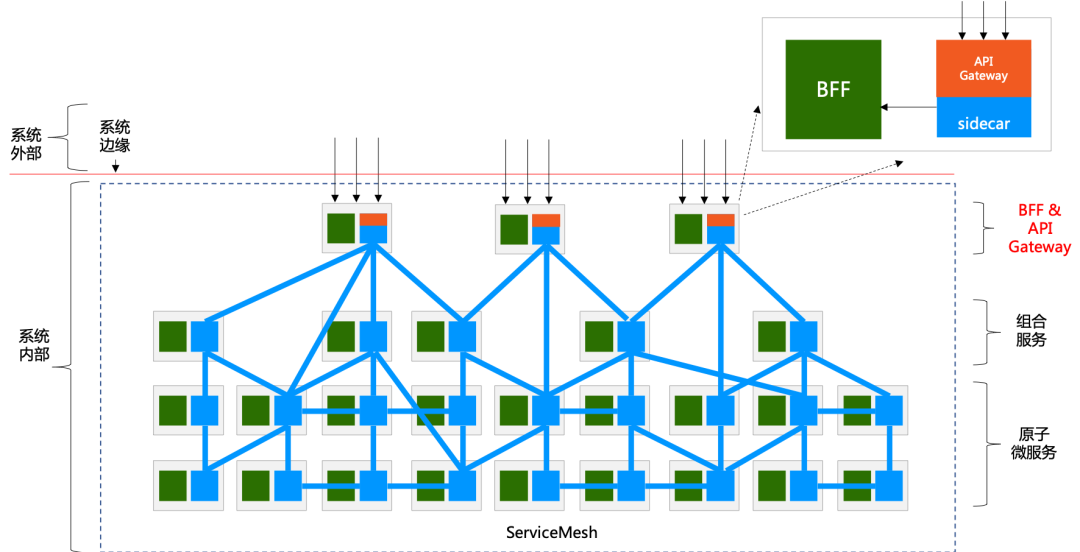 API
Gateway
BFF
sidecar
系统
外部
系统
边缘
BFF &
API
Gateway
组合
服务
系统
内部
原子
微服务
ServiceMesh